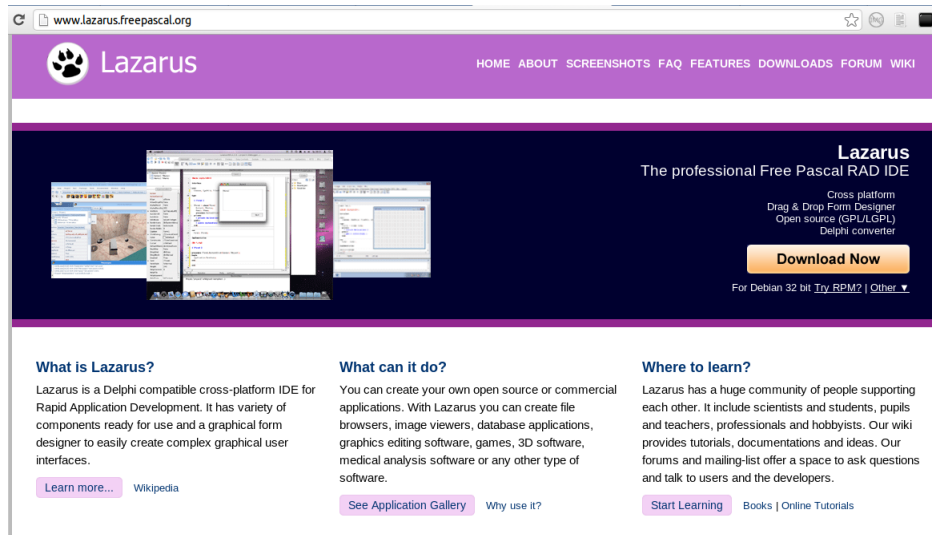 www.lazarus.freepascal.org
Lazarus
HOME ABOUT SCREENSHOTS FAQ FEATURES DOWNLOADS FORUM WIKI
Lazarus
The professional Free Pascal RAD IDE
Cross platform
Drag & Drop Form Designer
Open source (GPL/LGPL)
Delphi converter
Download Now
For Debian 32 bit Try RPM? | Other ▼
What is Lazarus?
Lazarus is a Delphi compatible cross-platform IDE for
Rapid Application Development. It has variety of
components ready for use and a graphical form
designer to easily create complex graphical user
interfaces.
Learn more... Wikipedia
What can it do?
You can create your own open source or commercial
applications. With Lazarus you can create file
browsers, image viewers, database applications,
graphics editing software, games, 3D software,
medical analysis software or any other type of
software.
See Application Gallery Why use it?
Where to learn?
Lazarus has a huge community of people supporting
each other. It include scientists and students, pupils
and teachers, professionals and hobbyists. Our wiki
provides tutorials, documentations and ideas. Our
forums and mailing-list offer a space to ask questions
and talk to users and the developers.
Start Learning Books | Online Tutorials